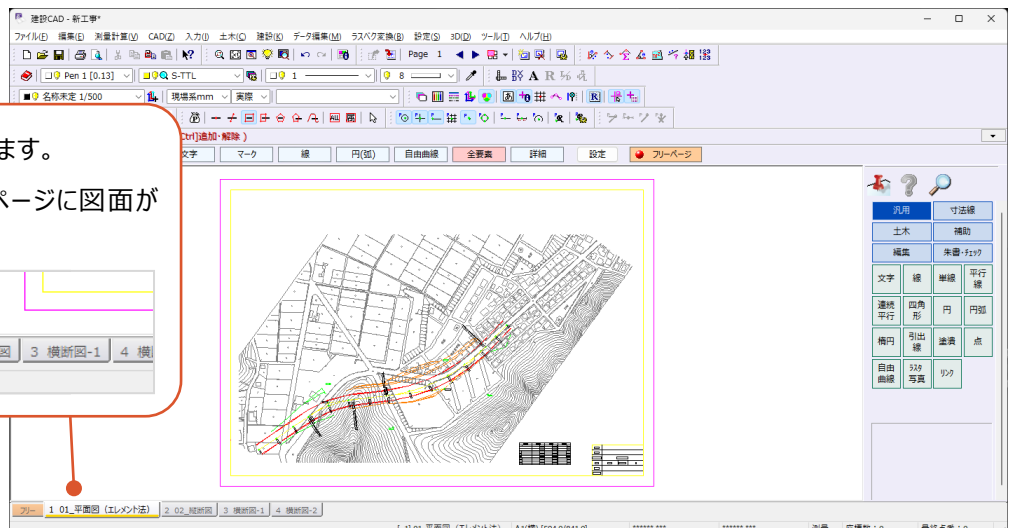 建設CAD - 新工事*
ファイル(F) 編集(E) 測量計算(V) CAD(Z) 入力(I) 土木(C) 建設(K) データ編集(M) ラスベク変換(B) 設定(S) 3D(D) ツール(T) ヘルプ(H)
Page 1
Pen 1 [0.13] S-TTL 1 8
名称未定 1/500 現場系mm 実際
Ctrl]追加・解除 )
文字 マーク 線 円(弧) 自由曲線 全要素 詳細 設定 フリーページ
ます。
ページに図面が
図 3 横断図-1 4 横
汎用 寸法線
土木 補助
編集 朱書・チェック
文字 線 単線 平行線
連続平行 四角形 円 円弧
楕円 引出線 塗潰 点
自由曲線 ラスタ写真 リンク
フリー 1 01_平面図（エレメント法） 2 02_縦断図 3 横断図-1 4 横断図-2